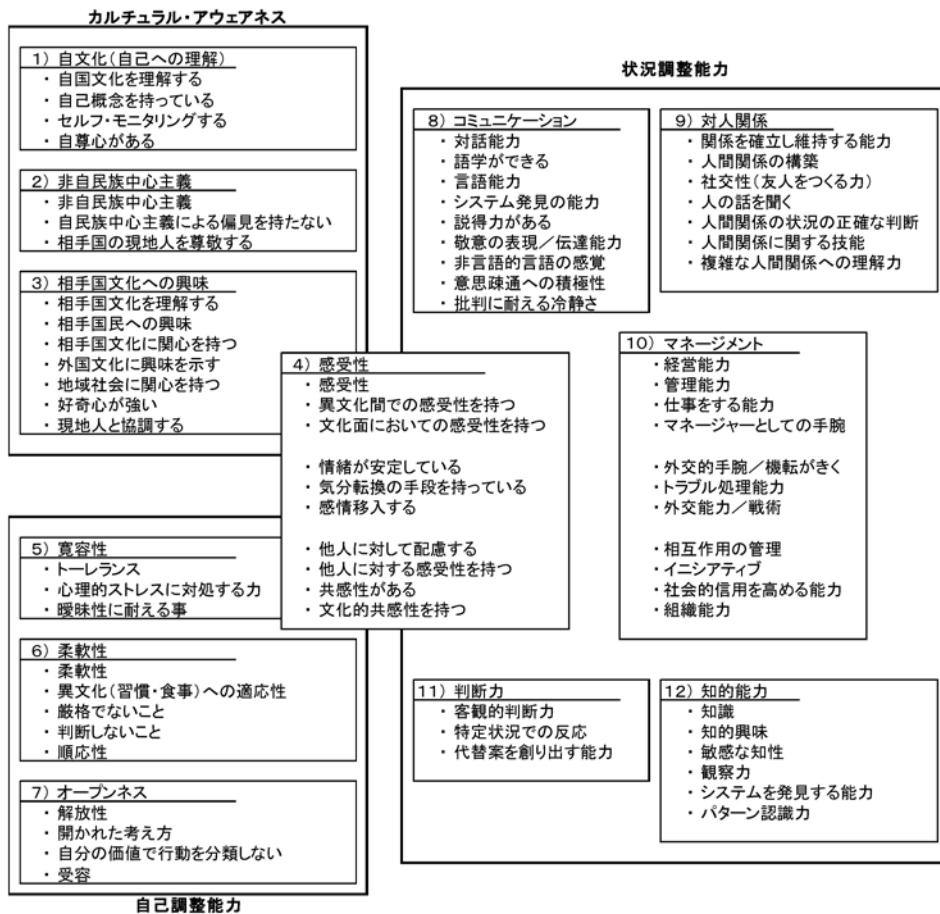 カルチュラル・アウェアネス
1）自文化（自己への理解）
・自国文化を理解する
・自己概念を持っている
・セルフ・モニタリングする
・自尊心がある
2）非自民族中心主義
・非自民族中心主義
・自民族中心主義による偏見を持たない
・相手国の現地人を尊敬する
3）相手国文化への興味
・相手国文化を理解する
・相手国民への興味
・相手国文化に関心を持つ
・外国文化に興味を示す
・地域社会に関心を持つ
・好奇心が強い
・現地人と協調する
4）感受性
・感受性
・異文化間での感受性を持つ
・文化面においての感受性を持つ
・情緒が安定している
・気分転換の手段を持っている
・感情移入する
・他人に対して配慮する
・他人に対する感受性を持つ
・共感性がある
・文化的共感性を持つ
5）寛容性
・トーレランス
・心理的ストレスに対処する力
・曖昧性に耐える事
6）柔軟性
・柔軟性
・異文化（習慣・食事）への適応性
・厳格でないこと
・判断しないこと
・順応性
7）オープンネス
・解放性
・開かれた考え方
・自分の価値で行動を分類しない
・受容
自己調整能力
状況調整能力
8）コミュニケーション
・対話能力
・語学ができる
・言語能力
・システム発見の能力
・説得力がある
・敬意の表現／伝達能力
・非言語的言語の感覚
・意思疎通への積極性
・批判に耐える冷静さ
9）対人関係
・関係を確立し維持する能力
・人間関係の構築
・社交性（友人をつくる力）
・人の話を聞く
・人間関係の状況の正確な判断
・人間関係に関する技能
・複雑な人間関係への理解力
10）マネージメント
・経営能力
・管理能力
・仕事をする能力
・マネージャーとしての手腕
・外交的手腕／機転がきく
・トラブル処理能力
・外交能力／戦術
・相互作用の管理
・イニシアティブ
・社会的信用を高める能力
・組織能力
11）判断力
・客観的判断力
・特定状況での反応
・代替案を創り出す能力
12）知的能力
・知識
・知的興味
・敏感な知性
・観察力
・システムを発見する能力
・パターン認識力